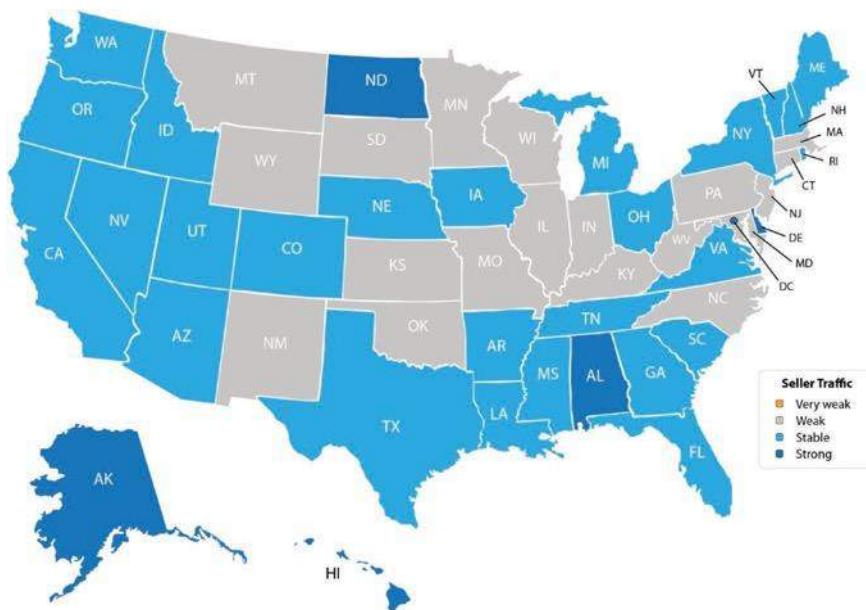 WA
MT
ND
MN
VT
ME
OR
ID
SD
WI
NY
NH
MA
WY
MI
RI
CT
NE
IA
PA
NJ
NV
UT
CO
IL
IN
OH
DE
CA
KS
MO
WV
VA
MD
KY
DC
NC
TN
AZ
NM
OK
AR
SC
MS
AL
GA
TX
LA
FL
AK
HI
Seller Traffic
Very weak
Weak
Stable
Strong